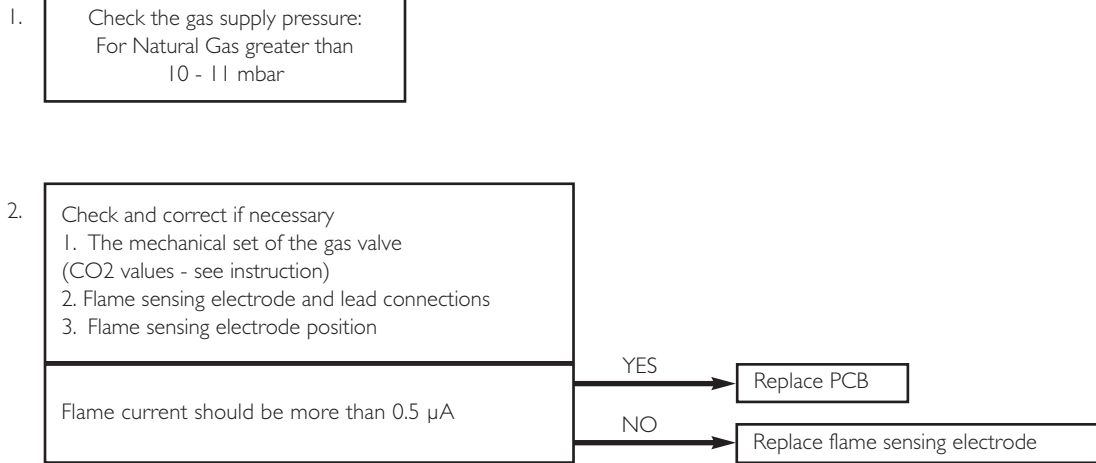 1.
Check the gas supply pressure:
For Natural Gas greater than
10 - 11 mbar
2.
Check and correct if necessary
1. The mechanical set of the gas valve
(CO2 values - see instruction)
2. Flame sensing electrode and lead connections
3. Flame sensing electrode position
Flame current should be more than 0.5 µA
YES
Replace PCB
NO
Replace flame sensing electrode